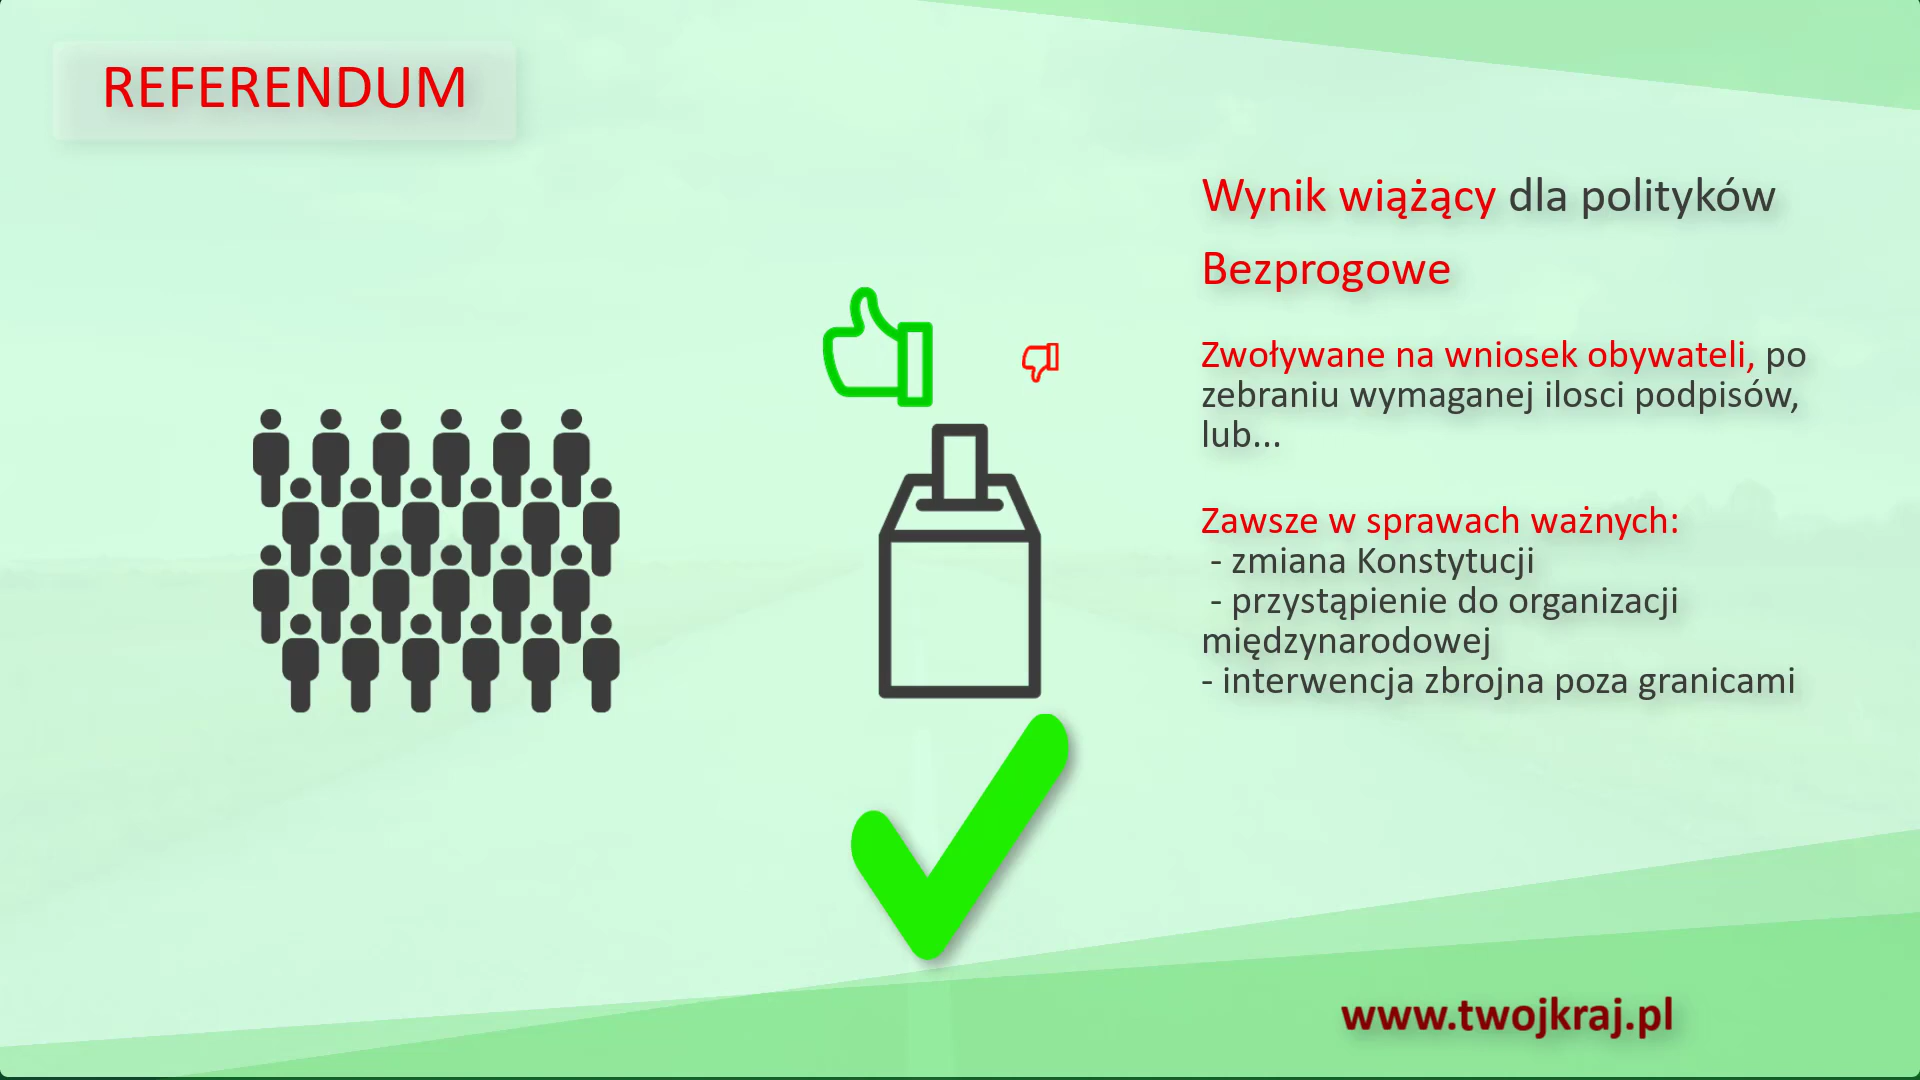 REFERENDUM
Wynik wiążący dla polityków
Bezprogowe
Zwoływane na wniosek obywateli, po
zebraniu wymaganej ilosci podpisów,
lub...
Zawsze w sprawach ważnych:
- zmiana Konstytucji
- przystąpienie do organizacji
międzynarodowej
- interwencja zbrojna poza granicami
www.twojkraj.pl